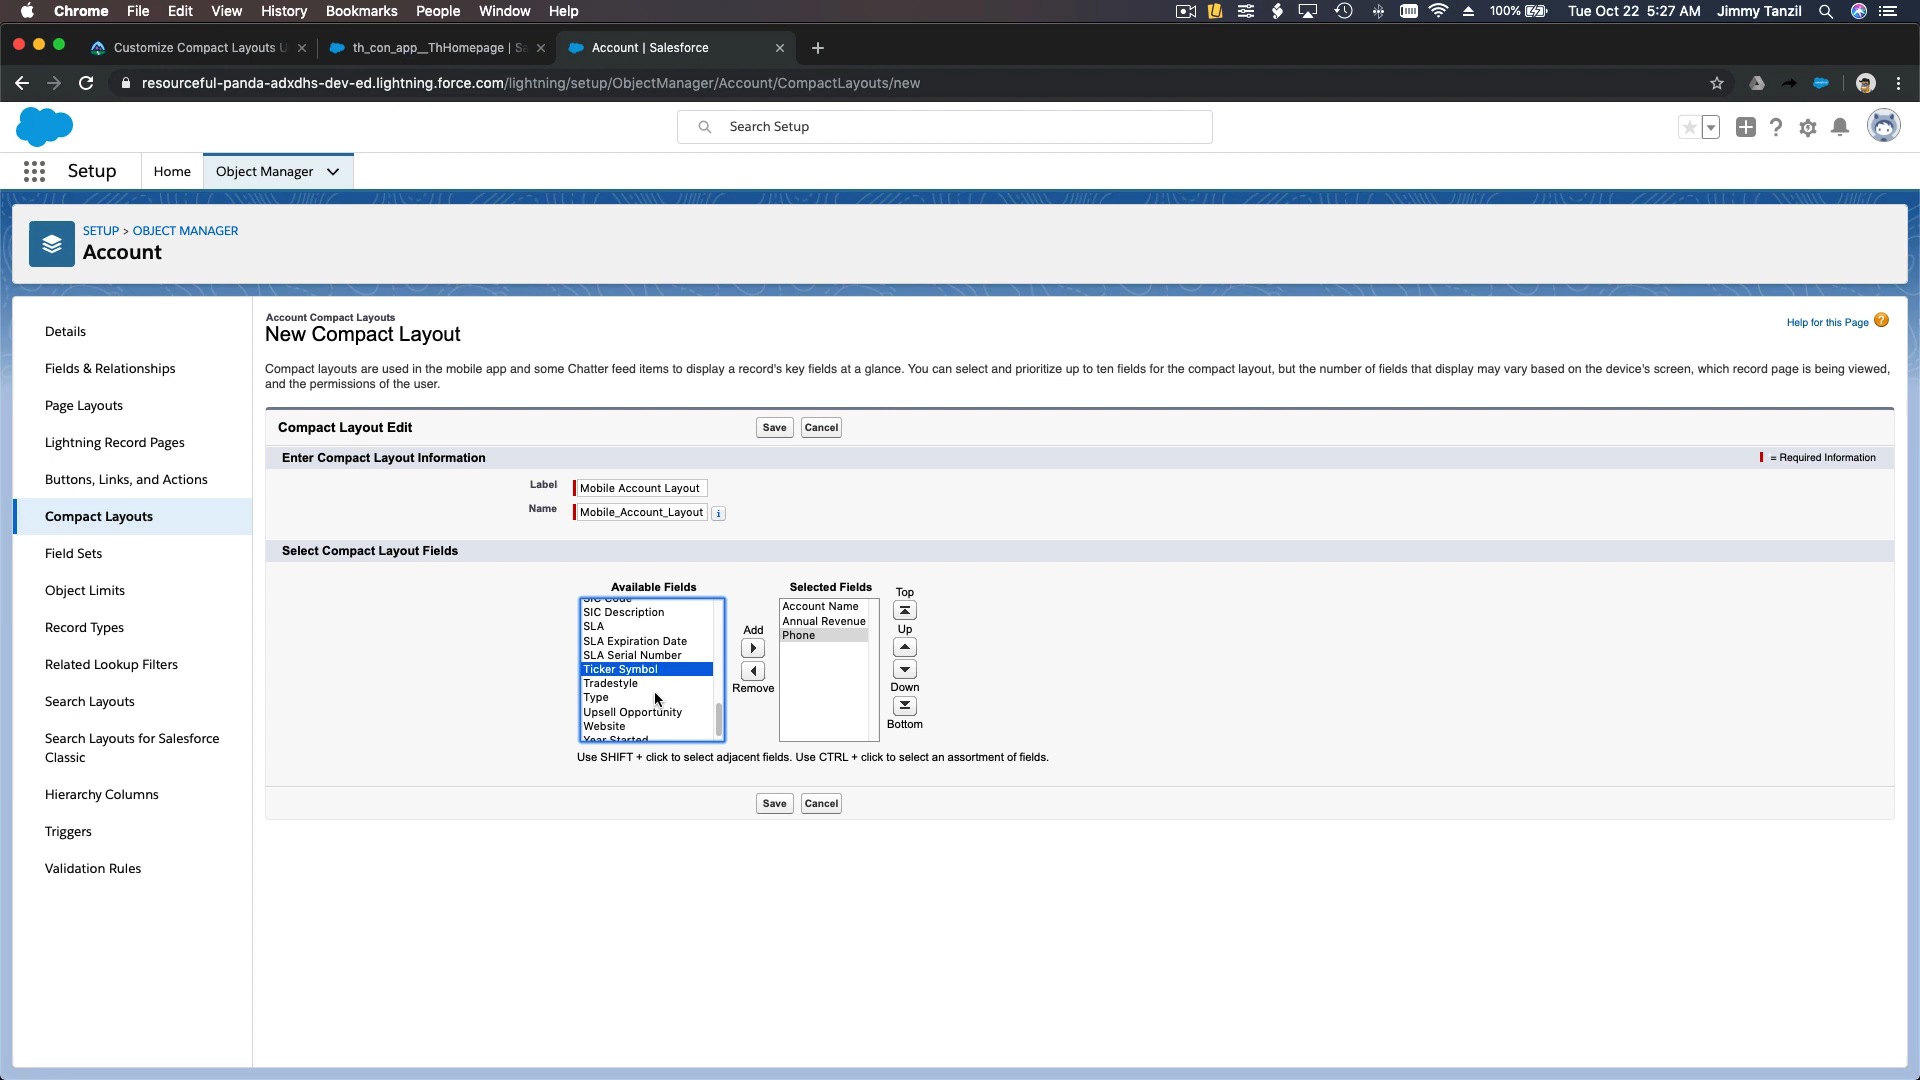 Chrome File Edit View History Bookmarks People Window Help 100% Tue Oct 22 5:27 AM Jimmy Tanzil
Customize Compact Layouts U
th_con_app__ThHomepage | Sa
Account | Salesforce
resourceful-panda-adxdhs-dev-ed.lightning.force.com/lightning/setup/ObjectManager/Account/CompactLayouts/new
Search Setup
Setup Home Object Manager
SETUP > OBJECT MANAGER
Account
Details
Fields & Relationships
Page Layouts
Lightning Record Pages
Buttons, Links, and Actions
Compact Layouts
Field Sets
Object Limits
Record Types
Related Lookup Filters
Search Layouts
Search Layouts for Salesforce
Classic
Hierarchy Columns
Triggers
Validation Rules
Account Compact Layouts
New Compact Layout
Help for this Page ?
Compact layouts are used in the mobile app and some Chatter feed items to display a record's key fields at a glance. You can select and prioritize up to ten fields for the compact layout, but the number of fields that display may vary based on the device's screen, which record page is being viewed,
and the permissions of the user.
Compact Layout Edit Save Cancel
Enter Compact Layout Information = Required Information
Label Mobile Account Layout
Name Mobile_Account_Layout i
Select Compact Layout Fields
Available Fields
SIC Code
SIC Description
SLA
SLA Expiration Date
SLA Serial Number
Ticker Symbol
Tradestyle
Type
Upsell Opportunity
Website
Year Started
Add
Remove
Selected Fields
Account Name
Annual Revenue
Phone
Top
Up
Down
Bottom
Use SHIFT + click to select adjacent fields. Use CTRL + click to select an assortment of fields.
Save Cancel